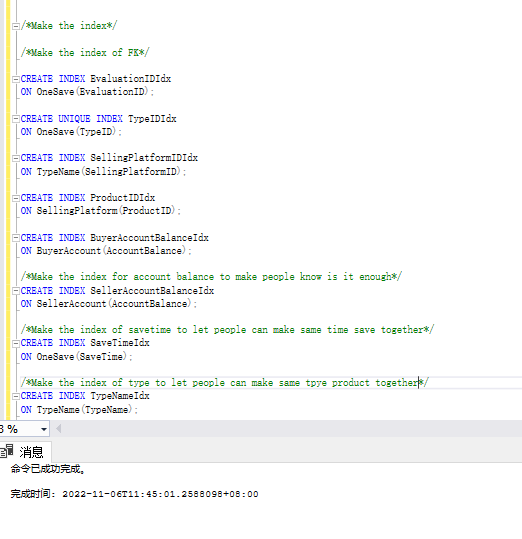 /*Make the index*/
/*Make the index of FK*/
CREATE INDEX EvaluationIDIdx
ON OneSave(EvaluationID);
CREATE UNIQUE INDEX TypeIDIdx
ON OneSave(TypeID);
CREATE INDEX SellingPlatformIDIdx
ON TypeName(SellingPlatformID);
CREATE INDEX ProductIDIdx
ON SellingPlatform(ProductID);
CREATE INDEX BuyerAccountBalanceIdx
ON BuyerAccount(AccountBalance);
/*Make the index for account balance to make people know is it enough*/
CREATE INDEX SellerAccountBalanceIdx
ON SellerAccount(AccountBalance);
/*Make the index of savetime to let people can make same time save together*/
CREATE INDEX SaveTimeIdx
ON OneSave(SaveTime);
/*Make the index of type to let people can make same tpye product together*/
CREATE INDEX TypeNameIdx
ON TypeName(TypeName);
3 %
消息
命令已成功完成。
完成时间: 2022-11-06T11:45:01.2588098+08:00